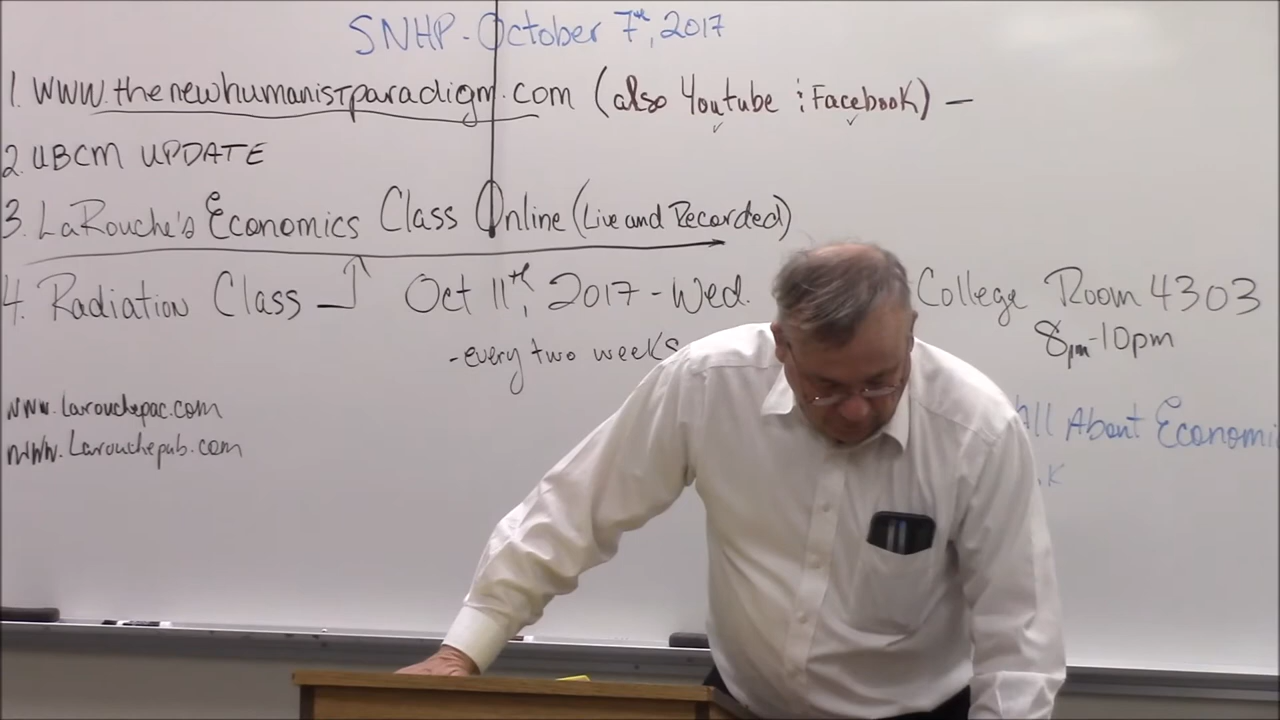 SNHP - October 7th, 2017
1. www.thenewhumanistparadigm.com (also Youtube & Facebook) -
2. UBCM UPDATE
3. LaRouche's Economics Class Online (Live and Recorded)
4. Radiation Class - Oct 11th, 2017 - Wed. College Room 4303
8pm-10pm
- every two weeks
www.larouchepac.com
www.Larouchepub.com
All About Economi